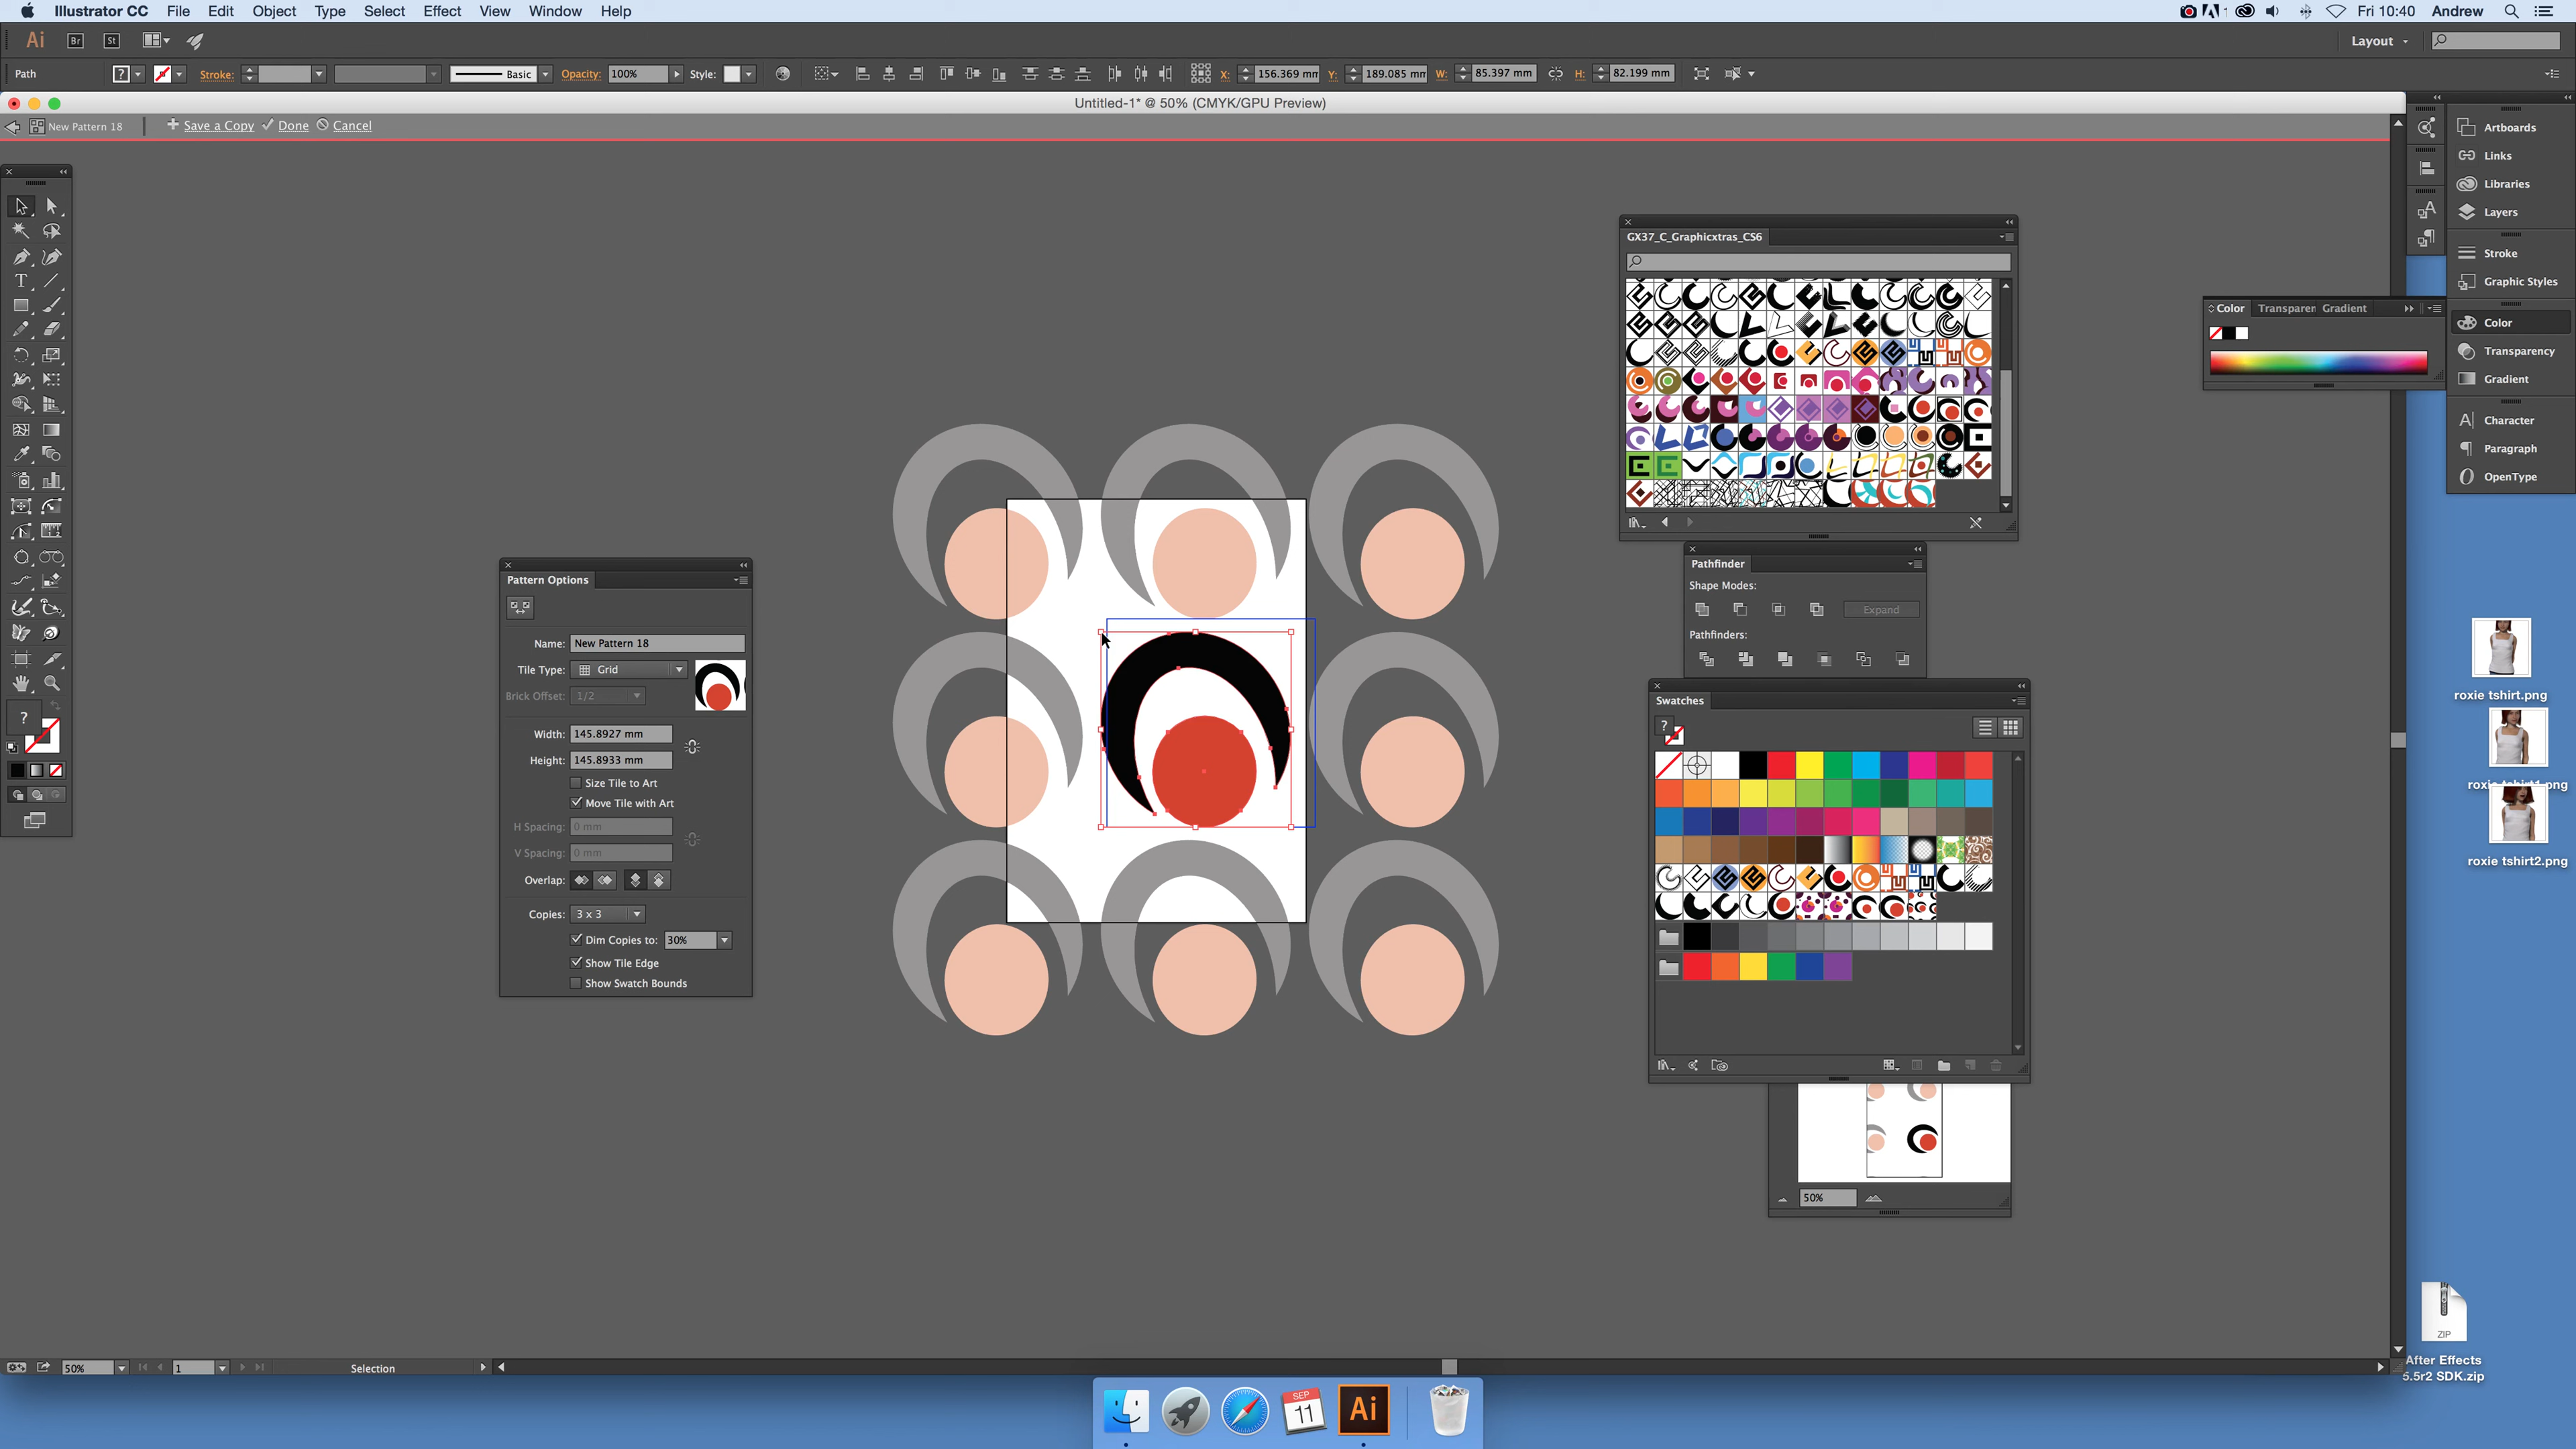 Illustrator CC File Edit Object Type Select Effect View Window Help
Fri 10:40 Andrew
Ai Br St
Layout
Path ? Stroke: Basic Opacity: 100% Style: X: 156.369 mm Y: 189.085 mm W: 85.397 mm H: 82.199 mm
Untitled-1* @ 50% (CMYK/GPU Preview)
New Pattern 18 Save a Copy Done Cancel
Artboards
Links
Libraries
Layers
Stroke
Graphic Styles
Color
Transparency
Gradient
Character
Paragraph
OpenType
Color Transparen Gradient
GX37_C_Graphicxtras_CS6
Pathfinder
Shape Modes:
Expand
Pathfinders:
Swatches
?
50%
Pattern Options
Name: New Pattern 18
Tile Type: Grid
Brick Offset: 1/2
Width: 145.8927 mm
Height: 145.8933 mm
Size Tile to Art
Move Tile with Art
H Spacing: 0 mm
V Spacing: 0 mm
Overlap:
Copies: 3 x 3
Dim Copies to: 30%
Show Tile Edge
Show Swatch Bounds
T
?
roxie tshirt.png
roxie tshirt2.png
ZIP
After Effects
5.5r2 SDK.zip
50% 1 Selection
SEP
11
Ai